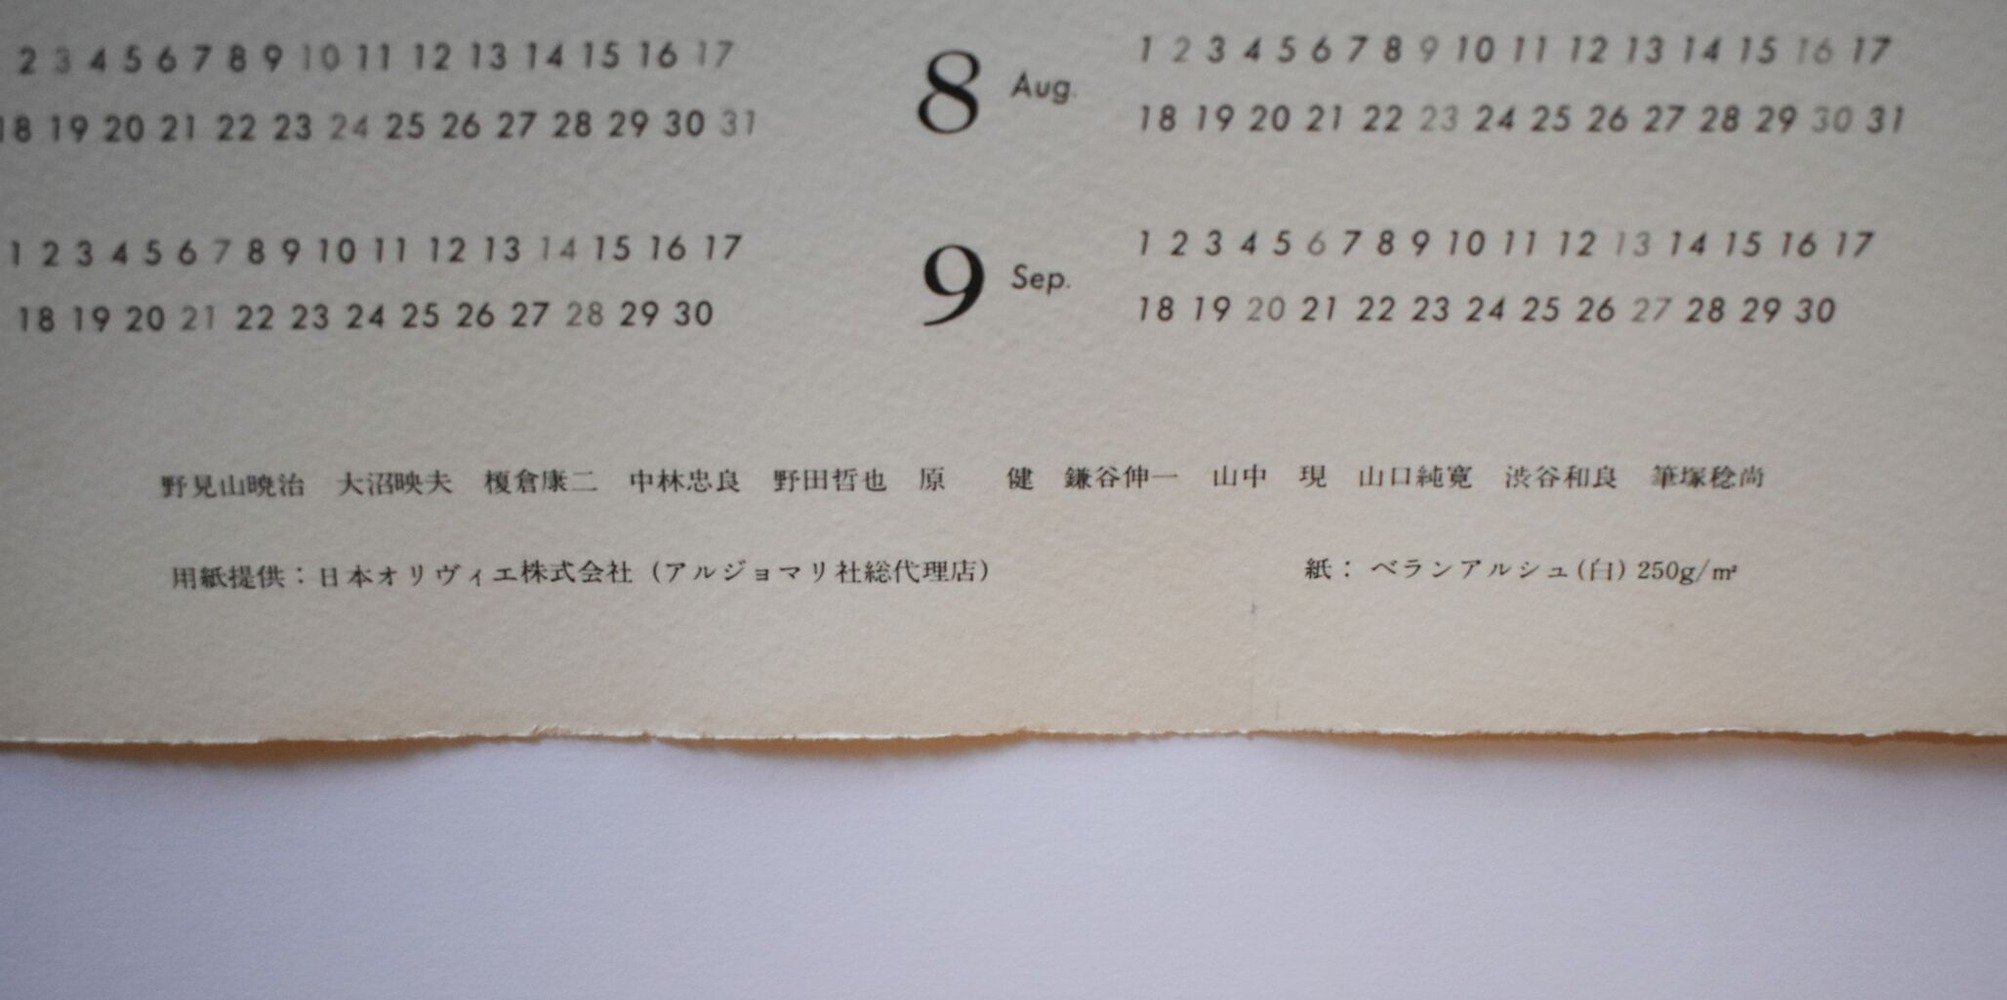 2 3 4 5 6 7 8 9 10 11 12 13 14 15 16 17
18 19 20 21 22 23 24 25 26 27 28 29 30 31
8 Aug.
1 2 3 4 5 6 7 8 9 10 11 12 13 14 15 16 17
18 19 20 21 22 23 24 25 26 27 28 29 30 31
1 2 3 4 5 6 7 8 9 10 11 12 13 14 15 16 17
18 19 20 21 22 23 24 25 26 27 28 29 30
9 Sep.
1 2 3 4 5 6 7 8 9 10 11 12 13 14 15 16 17
18 19 20 21 22 23 24 25 26 27 28 29 30
野見山暁治 大沼映夫 榎倉康二 中林忠良 野田哲也 原 健 鎌谷伸一 山中 現 山口純寛 渋谷和良 筆塚稔尚
用紙提供：日本オリヴィエ株式会社（アルジョマリ社総代理店）
紙： ベランアルシュ(白) 250g/㎡